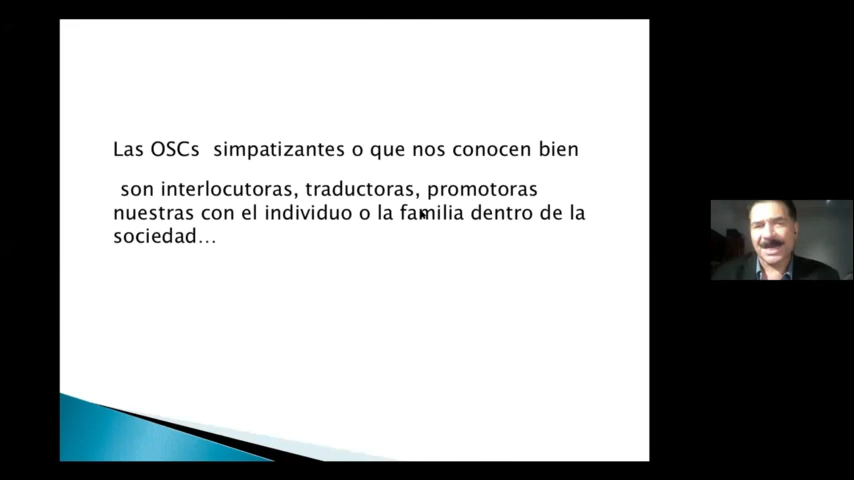 Las OSCs  simpatizantes o que nos conocen bien
son interlocutoras, traductoras, promotoras
nuestras con el individuo o la familia dentro de la
sociedad…